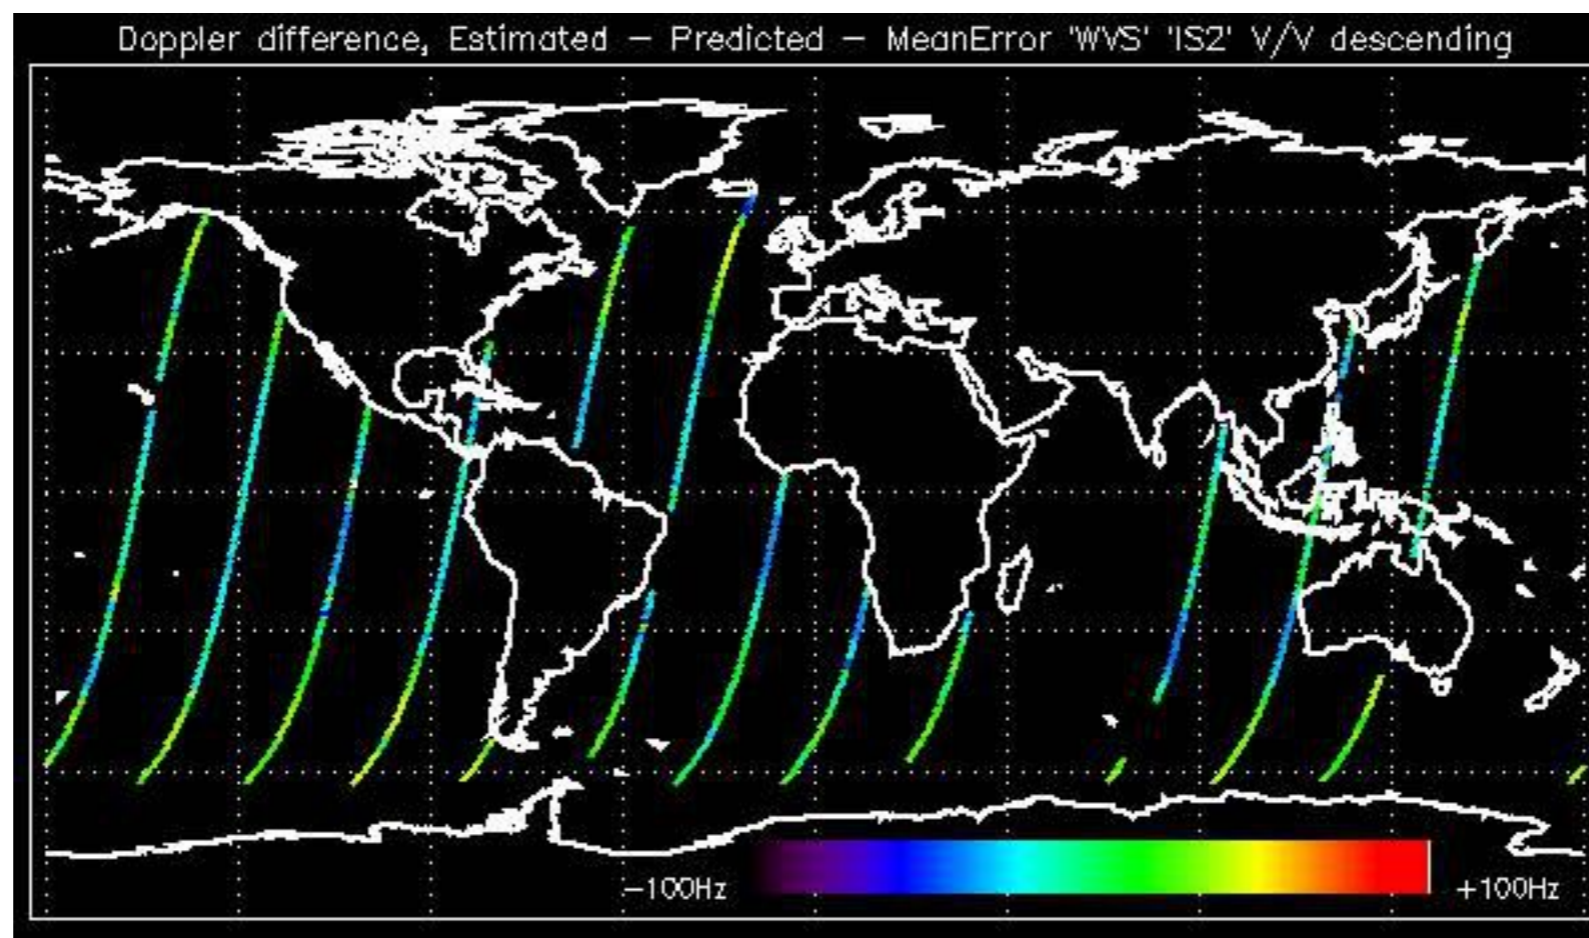 Doppler difference, Estimated – Predicted – MeanError 'WVS' 'IS2' V/V descending
-100Hz +100Hz